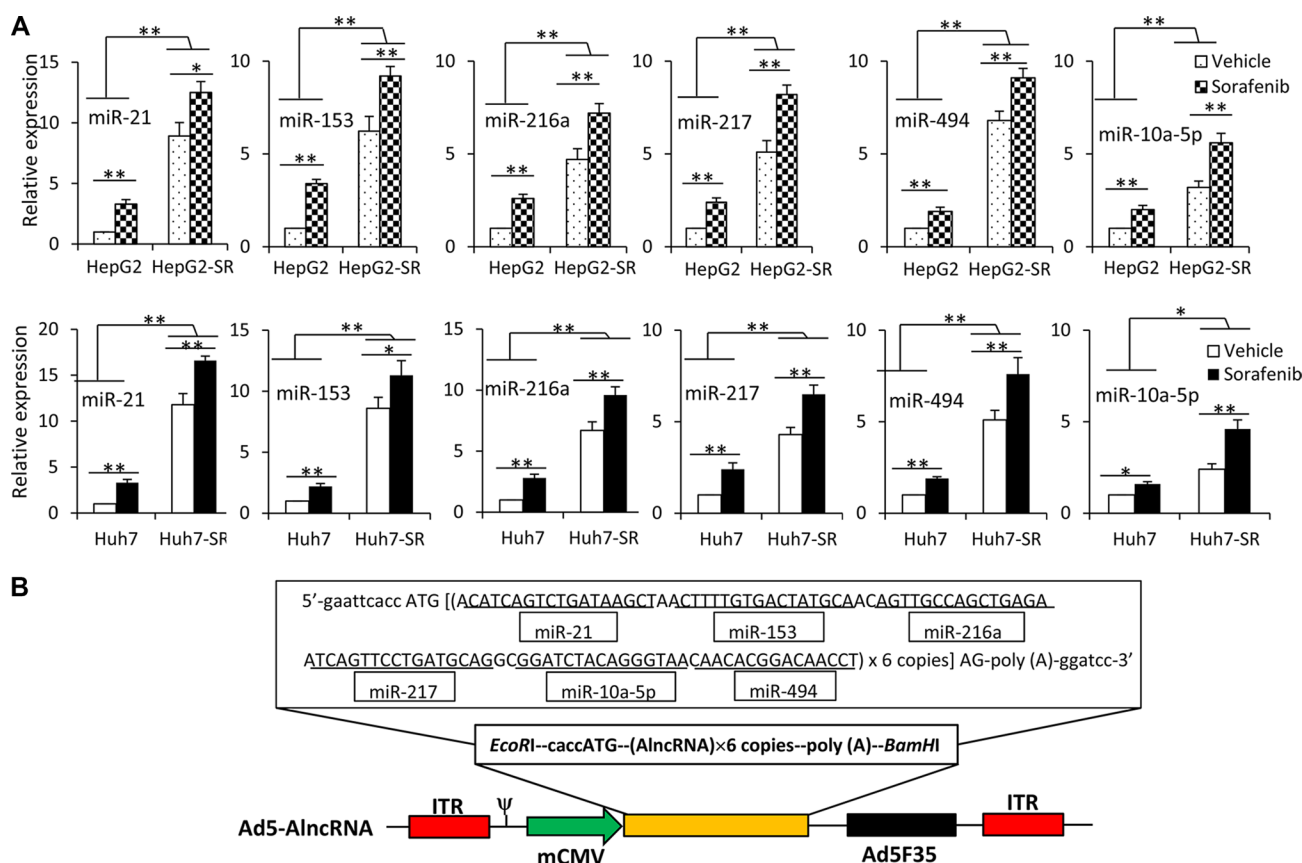 A
Relative expression
** ** ** ** ** **
* ** ** ** ** **
15 10 10 10 10 10
Vehicle
Sorafenib
miR-21 miR-153 miR-216a miR-217 miR-494 miR-10a-5p
10
5 5 5 5 5 5
** ** ** ** ** **
0 0 0 0 0 0
HepG2 HepG2-SR HepG2 HepG2-SR HepG2 HepG2-SR HepG2 HepG2-SR HepG2 HepG2-SR HepG2 HepG2-SR
Relative expression
** ** ** ** ** *
** * ** ** ** **
20 15 15 10 10 10
Vehicle
Sorafenib
miR-21 miR-153 miR-216a miR-217 miR-494 miR-10a-5p
15 10 10
10 5 5 5 5 5
5
** ** ** ** ** *
0 0 0 0 0 0
Huh7 Huh7-SR Huh7 Huh7-SR Huh7 Huh7-SR Huh7 Huh7-SR Huh7 Huh7-SR Huh7 Huh7-SR
B
5’-gaattcacc ATG [(ACATCAGTCTGATAAGCTAACTTTTGTGACTATGCAACAGTTGCCAGCTGAGA
miR-21 miR-153 miR-216a
ATCAGTTCCTGATGCAGGCGGATCTACAGGGTAACAACACGGACAACCT) x 6 copies] AG-poly (A)-ggatcc-3’
miR-217 miR-10a-5p miR-494
EcoRI--caccATG--(AlncRNA)×6 copies--poly (A)--BamHI
ITR ψ ITR
Ad5-AlncRNA
mCMV Ad5F35